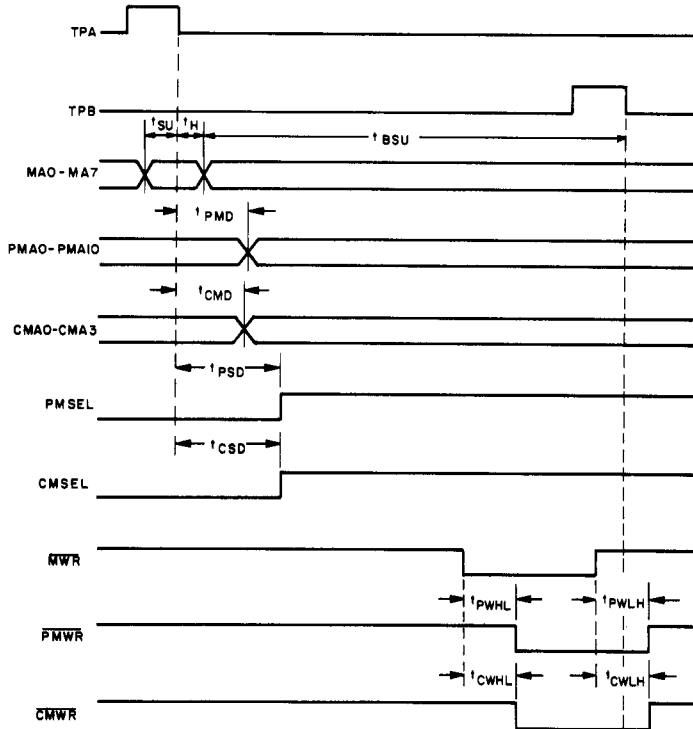 TPA
TPB
tSU tH tBSU
MA0-MA7
tPMD
PMA0-PMA10
tCMD
CMA0-CMA3
tPSD
PMSEL
tCSD
CMSEL
MWR
tPWHL tPWLH
PMWR
tCWHL tCWLH
CMWR